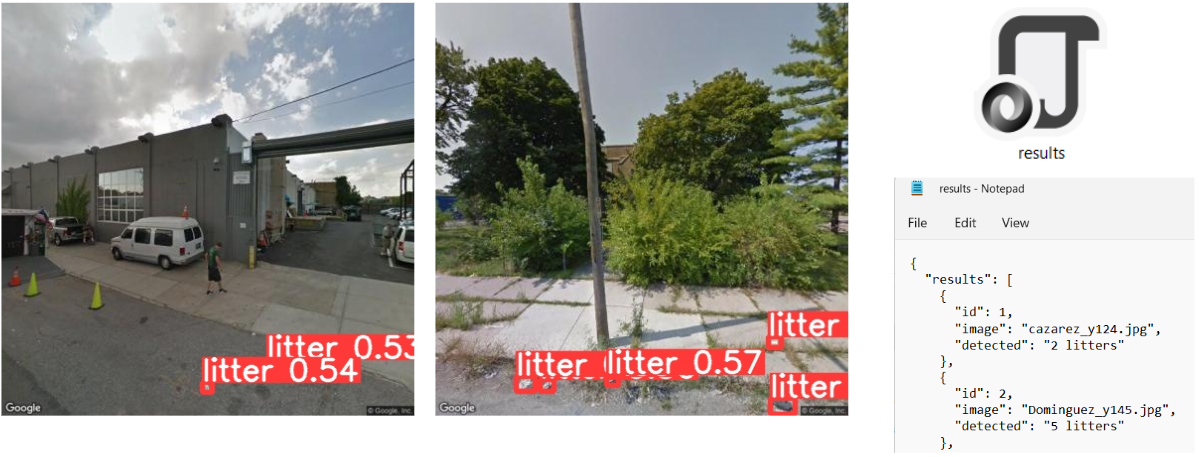 litter 0.53
litter 0.54
Google
© Google, Inc.
litter
litter litter 0.57
litter
Google
© Google, Inc.
results
results - Notepad
File Edit View
{
"results": [
{
"id": 1,
"image": "cazarez_y124.jpg",
"detected": "2 litters"
},
{
"id": 2,
"image": "Dominguez_y145.jpg",
"detected": "5 litters"
},